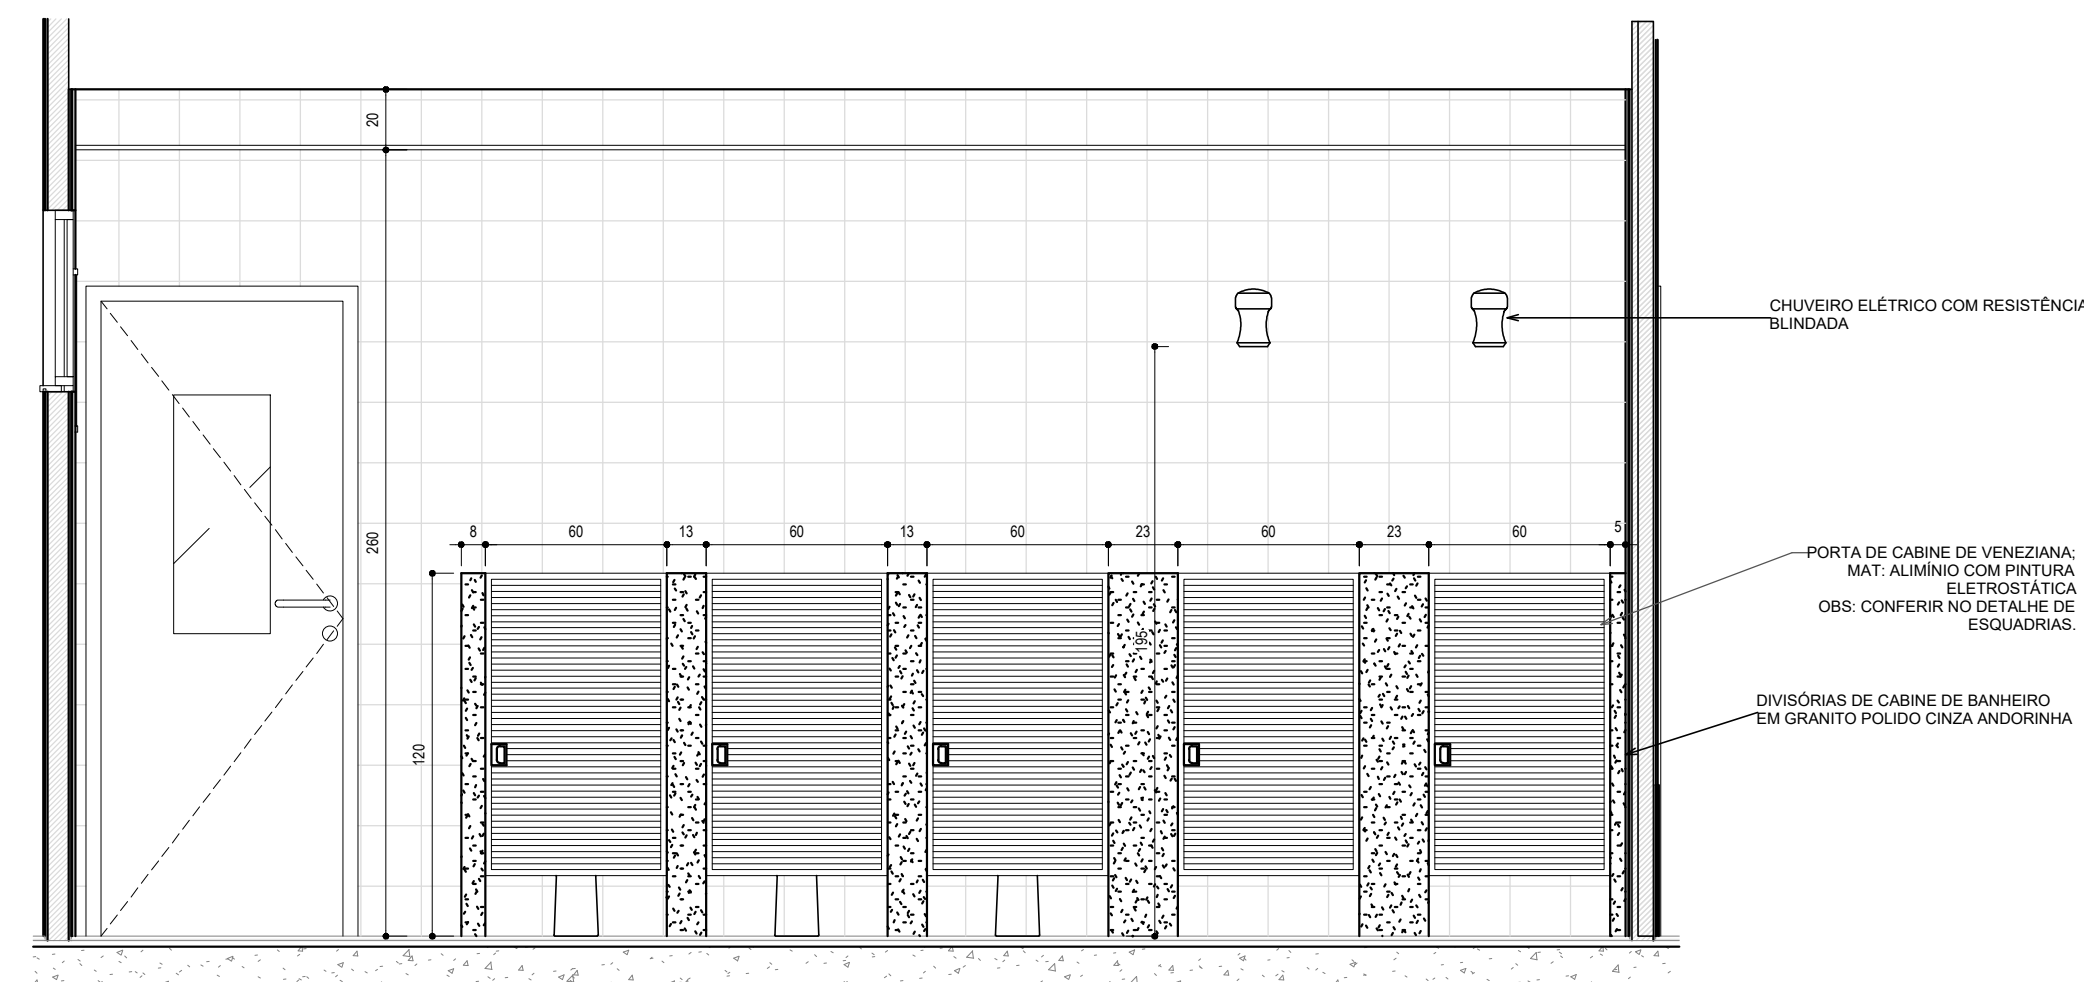 20
CHUVEIRO ELÉTRICO COM RESISTÊNCIA
BLINDADA
260
8 60 13 60 13 60 23 60 23 60 5
PORTA DE CABINE DE VENEZIANA;
MAT: ALIMÍNIO COM PINTURA
ELETROSTÁTICA
OBS: CONFERIR NO DETALHE DE
ESQUADRIAS.
195
DIVISÓRIAS DE CABINE DE BANHEIRO
EM GRANITO POLIDO CINZA ANDORINHA
120